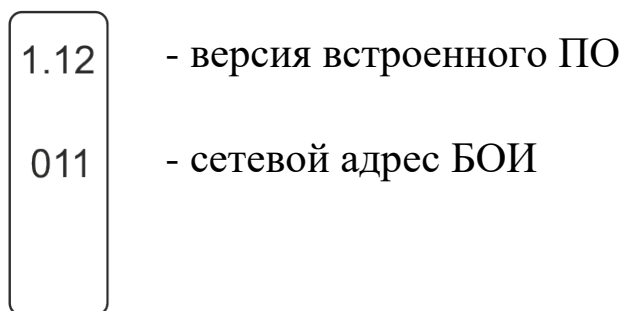 1.12 - версия встроенного ПО
011 - сетевой адрес БОИ